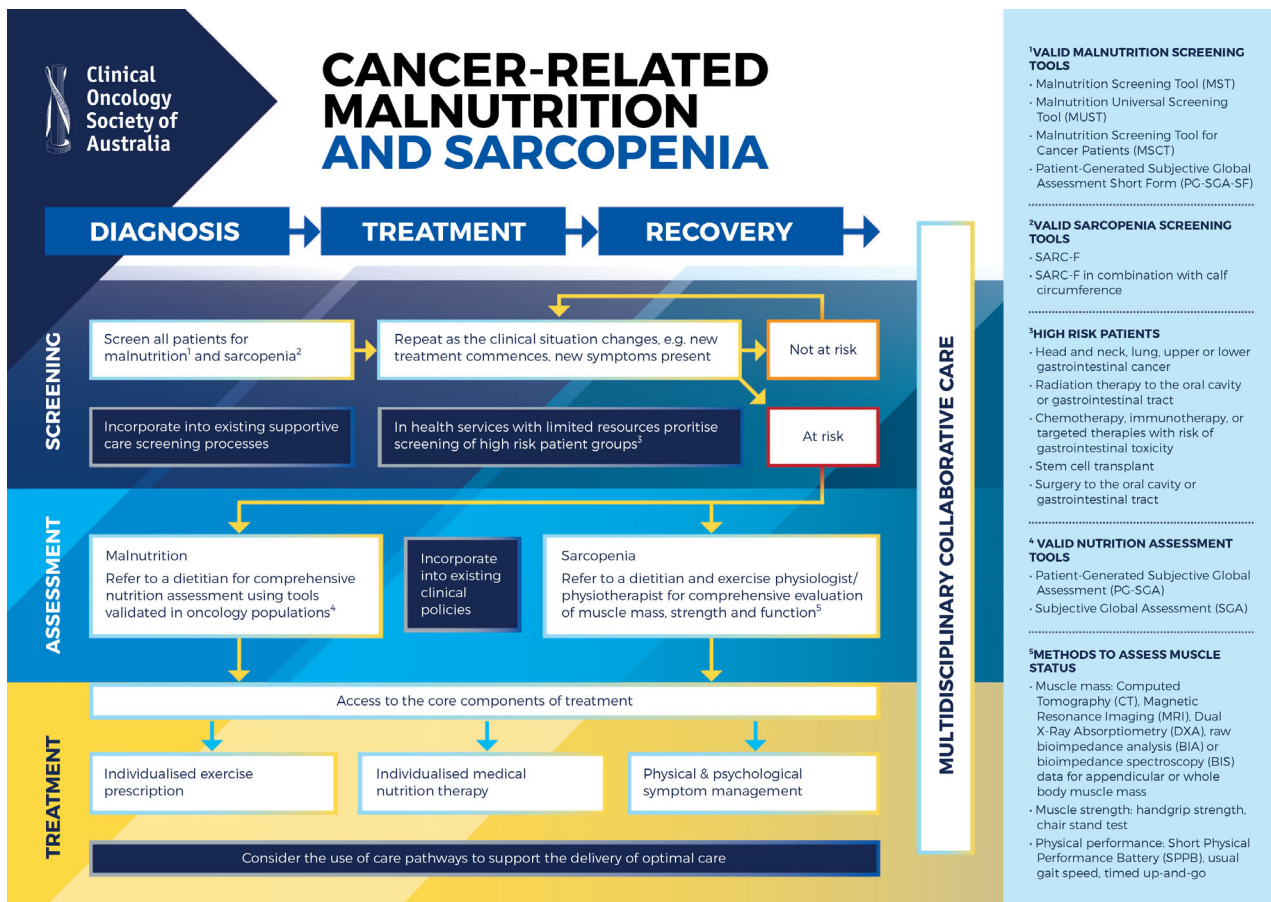 Clinical
Oncology
Society of
Australia
CANCER-RELATED
MALNUTRITION
AND SARCOPENIA
DIAGNOSIS
TREATMENT
RECOVERY
SCREENING
Screen all patients for
malnutrition¹ and sarcopenia²
Repeat as the clinical situation changes, e.g. new
treatment commences, new symptoms present
Not at risk
Incorporate into existing supportive
care screening processes
In health services with limited resources proritise
screening of high risk patient groups³
At risk
ASSESSMENT
Malnutrition
Refer to a dietitian for comprehensive
nutrition assessment using tools
validated in oncology populations⁴
Incorporate
into existing
clinical
policies
Sarcopenia
Refer to a dietitian and exercise physiologist/
physiotherapist for comprehensive evaluation
of muscle mass, strength and function⁵
TREATMENT
Access to the core components of treatment
Individualised exercise
prescription
Individualised medical
nutrition therapy
Physical & psychological
symptom management
Consider the use of care pathways to support the delivery of optimal care
MULTIDISCIPLINARY COLLABORATIVE CARE
¹VALID MALNUTRITION SCREENING
TOOLS
· Malnutrition Screening Tool (MST)
· Malnutrition Universal Screening
Tool (MUST)
· Malnutrition Screening Tool for
Cancer Patients (MSCT)
· Patient-Generated Subjective Global
Assessment Short Form (PG-SGA-SF)
²VALID SARCOPENIA SCREENING
TOOLS
· SARC-F
· SARC-F in combination with calf
circumference
³HIGH RISK PATIENTS
· Head and neck, lung, upper or lower
gastrointestinal cancer
· Radiation therapy to the oral cavity
or gastrointestinal tract
· Chemotherapy, immunotherapy, or
targeted therapies with risk of
gastrointestinal toxicity
· Stem cell transplant
· Surgery to the oral cavity or
gastrointestinal tract
⁴ VALID NUTRITION ASSESSMENT
TOOLS
· Patient-Generated Subjective Global
Assessment (PG-SGA)
· Subjective Global Assessment (SGA)
⁵METHODS TO ASSESS MUSCLE
STATUS
· Muscle mass: Computed
Tomography (CT), Magnetic
Resonance Imaging (MRI), Dual
X-Ray Absorptiometry (DXA), raw
bioimpedance analysis (BIA) or
bioimpedance spectroscopy (BIS)
data for appendicular or whole
body muscle mass
· Muscle strength: handgrip strength,
chair stand test
· Physical performance: Short Physical
Performance Battery (SPPB), usual
gait speed, timed up-and-go